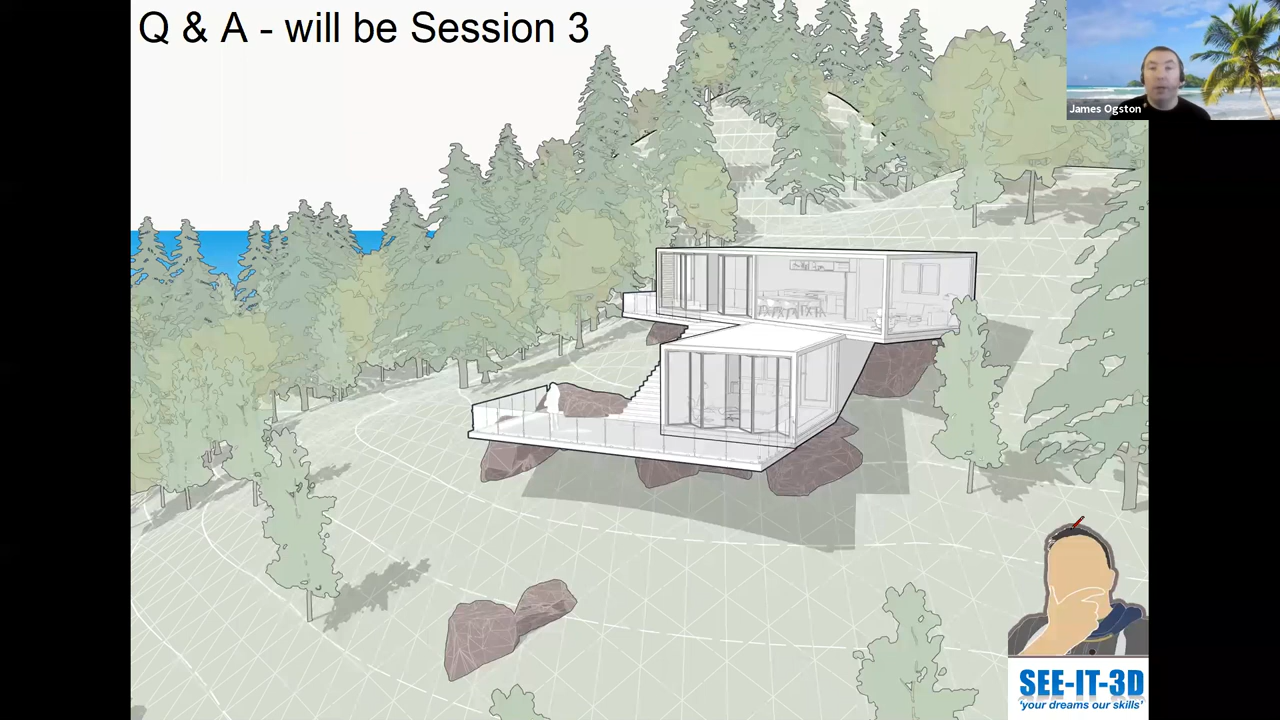 Q & A - will be Session 3
James Ogston
SEE-IT-3D
'your dreams our skills'